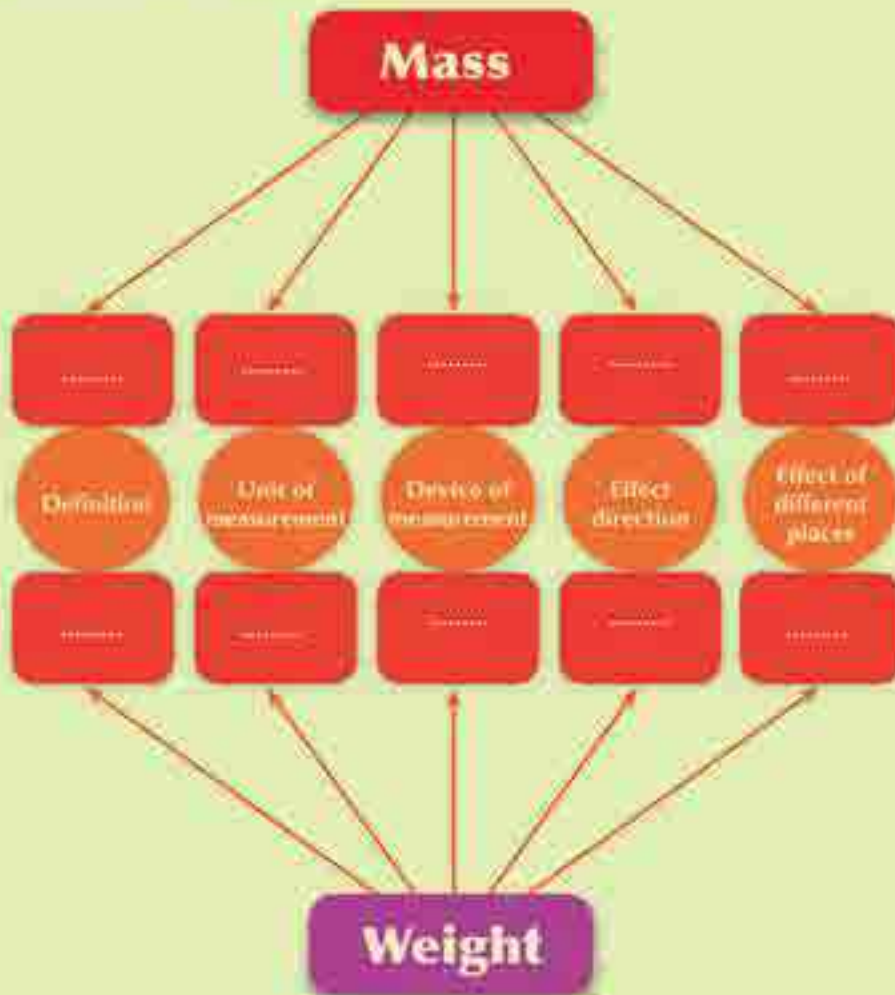 Mass
.........
.........
.........
.........
.........
Definition
Unit of
measurement
Device of
measurement
Effect
direction
Effect of
different
places
.........
.........
.........
.........
.........
Weight